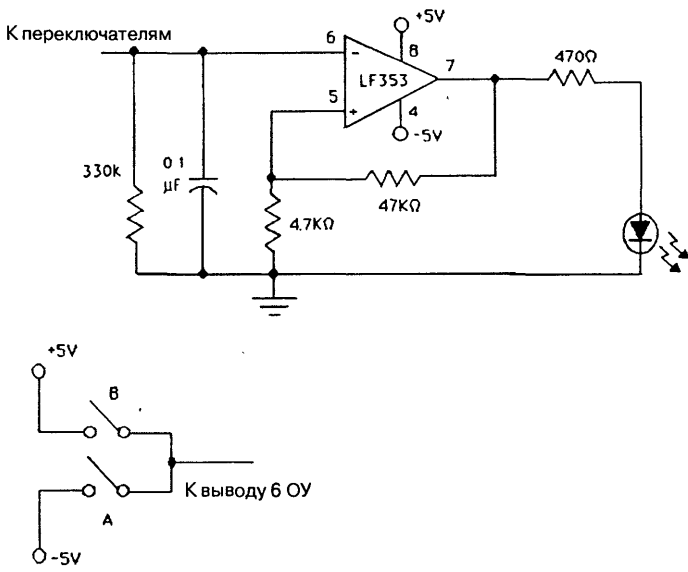 К переключателям
+5V
6
-
8
LF353
7
470Ω
5
+
4
-5V
330k
0.1
μF
47KΩ
4.7KΩ
+5V
B
К выводу 6 ОУ
A
-5V